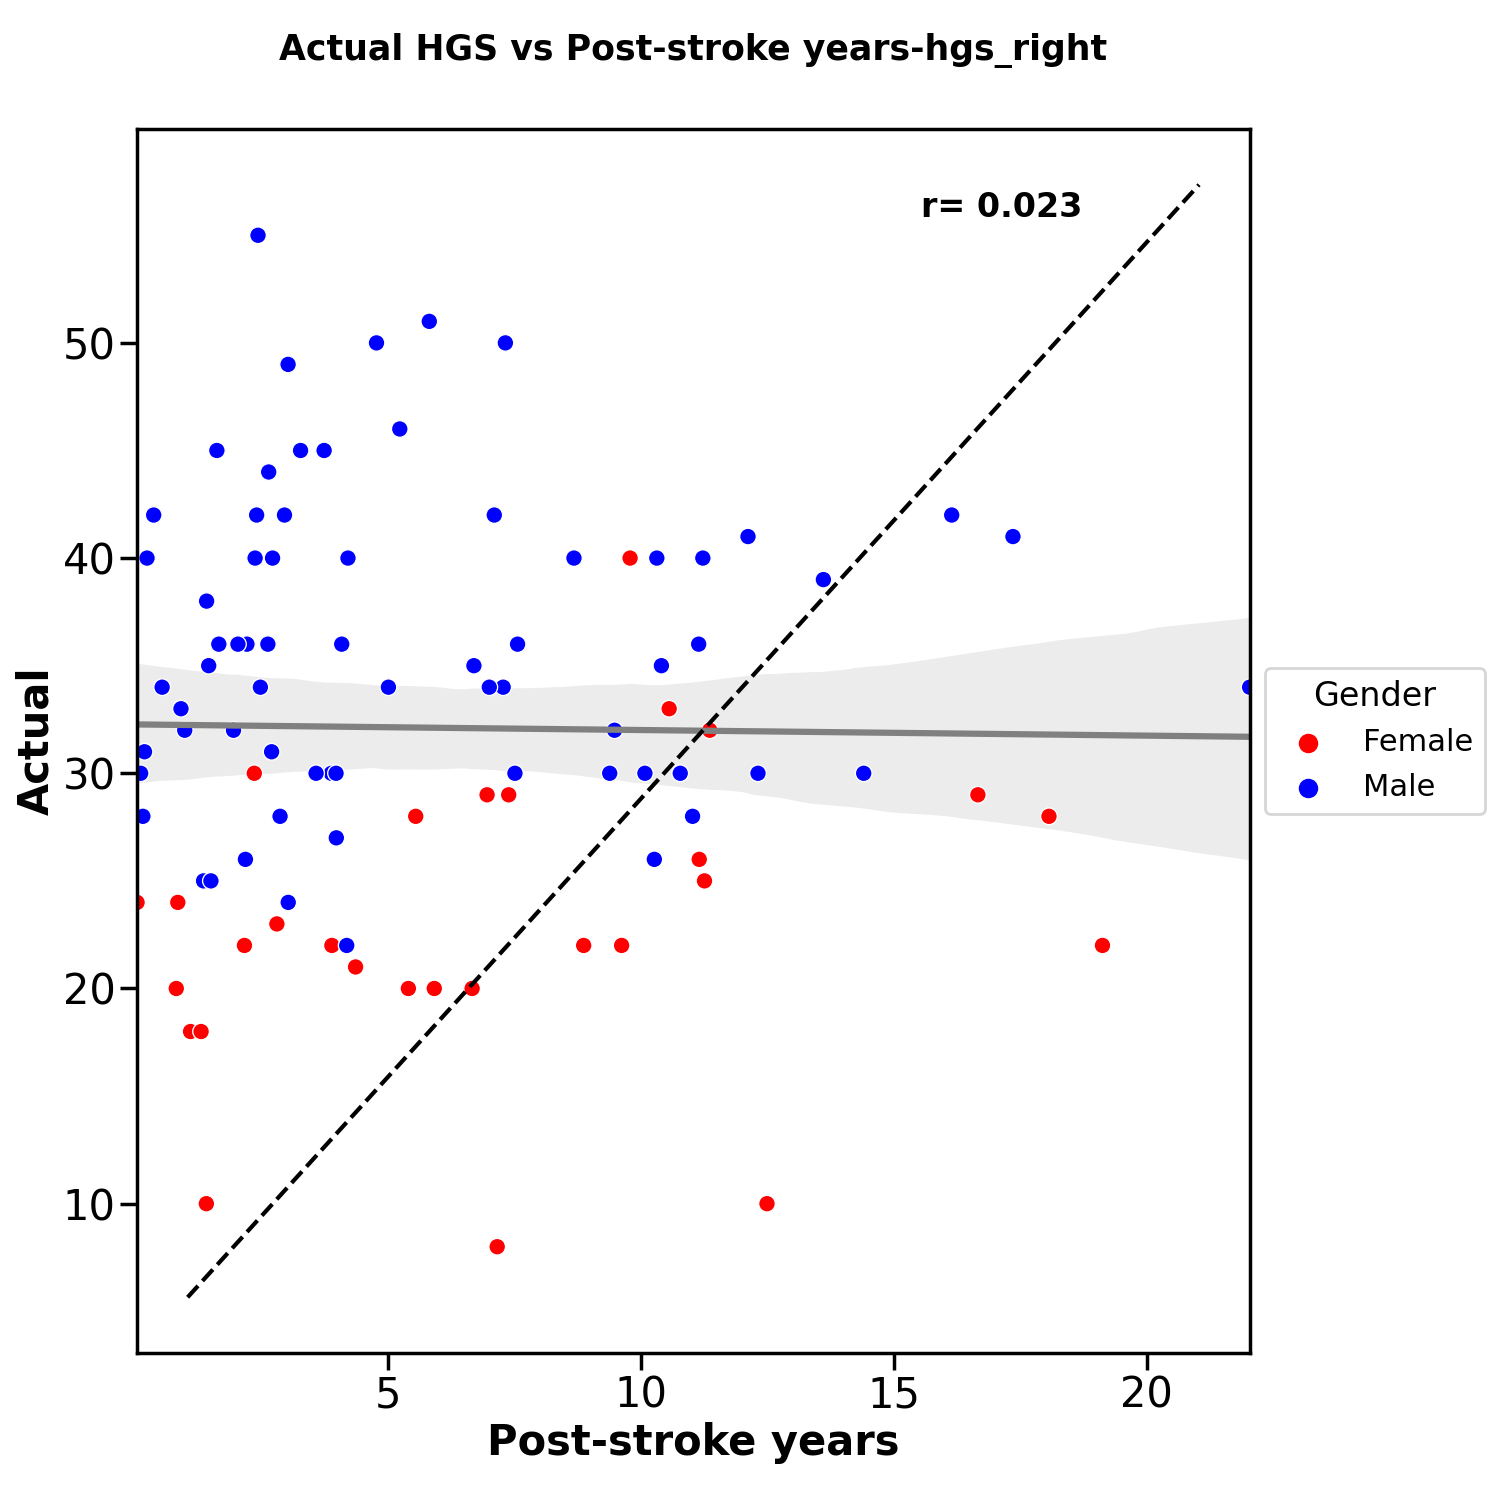 Actual HGS vs Post-stroke years-hgs_right
r= 0.023
50
40
30
20
10
Actual
5 10 15 20
Post-stroke years
Gender
Female
Male